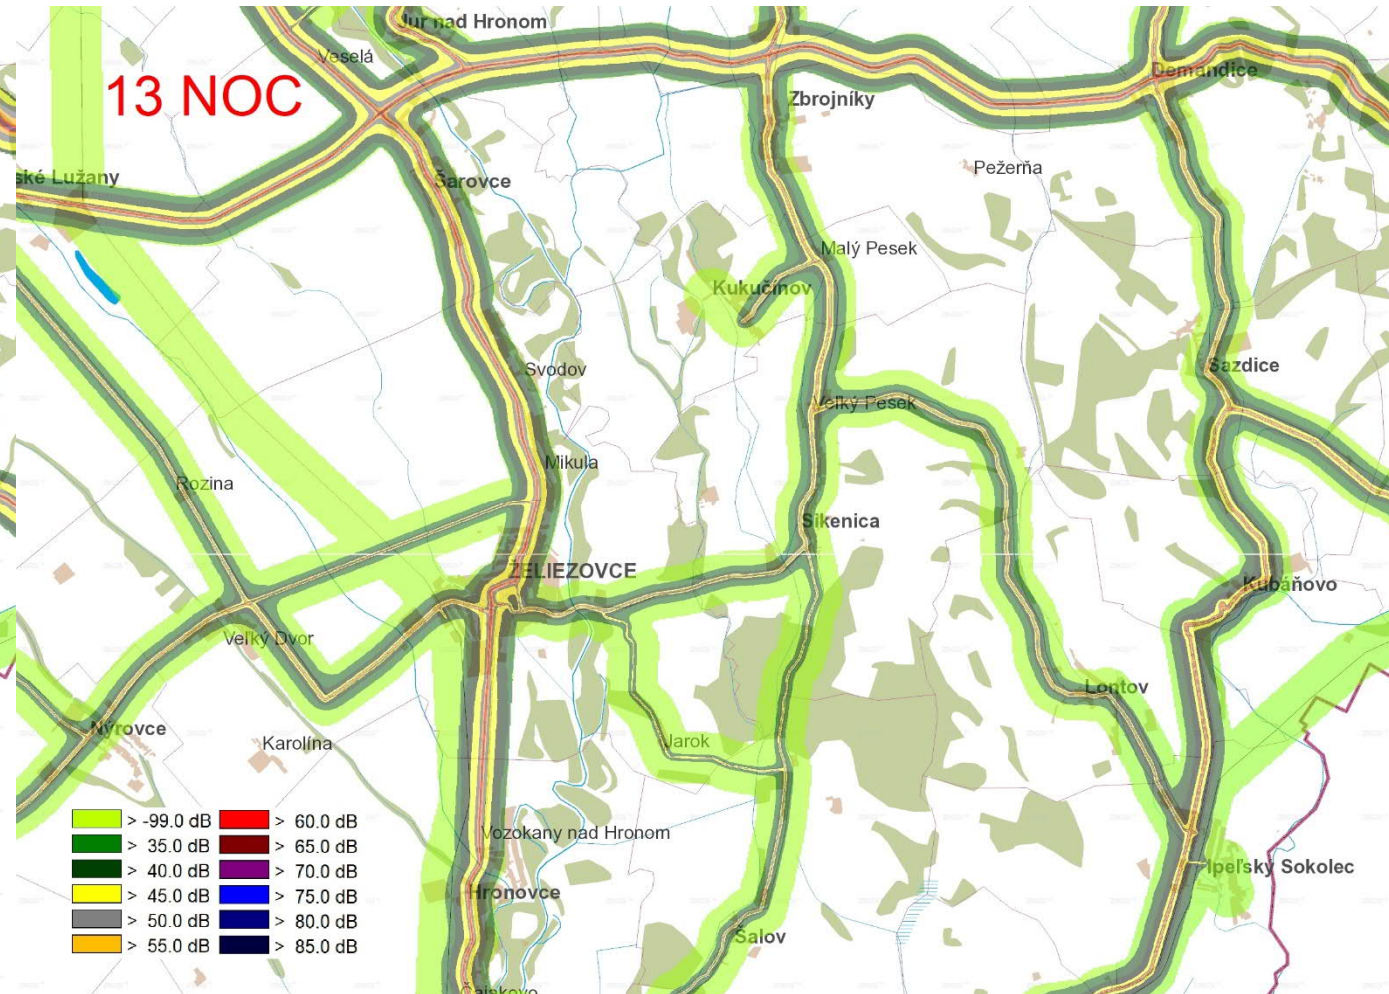 Jur nad Hronom
Veselá
13 NOC
Demandice
Zbrojníky
Pežerňa
ské Lužany
Šarovce
Malý Pesek
Kukučínov
Svodov
Sazdice
Veľký Pesek
Mikula
Rozina
Sikenica
ŽELIEZOVCE
Kubáňovo
Veľký Dvor
Lontov
Nýrovce
Karolína
Jarok
> -99.0 dB
> 60.0 dB
> 35.0 dB
> 65.0 dB
> 40.0 dB
> 70.0 dB
> 45.0 dB
> 75.0 dB
> 50.0 dB
> 80.0 dB
> 55.0 dB
> 85.0 dB
Vozokany nad Hronom
Ipeľský Sokolec
Hronovce
Šalov